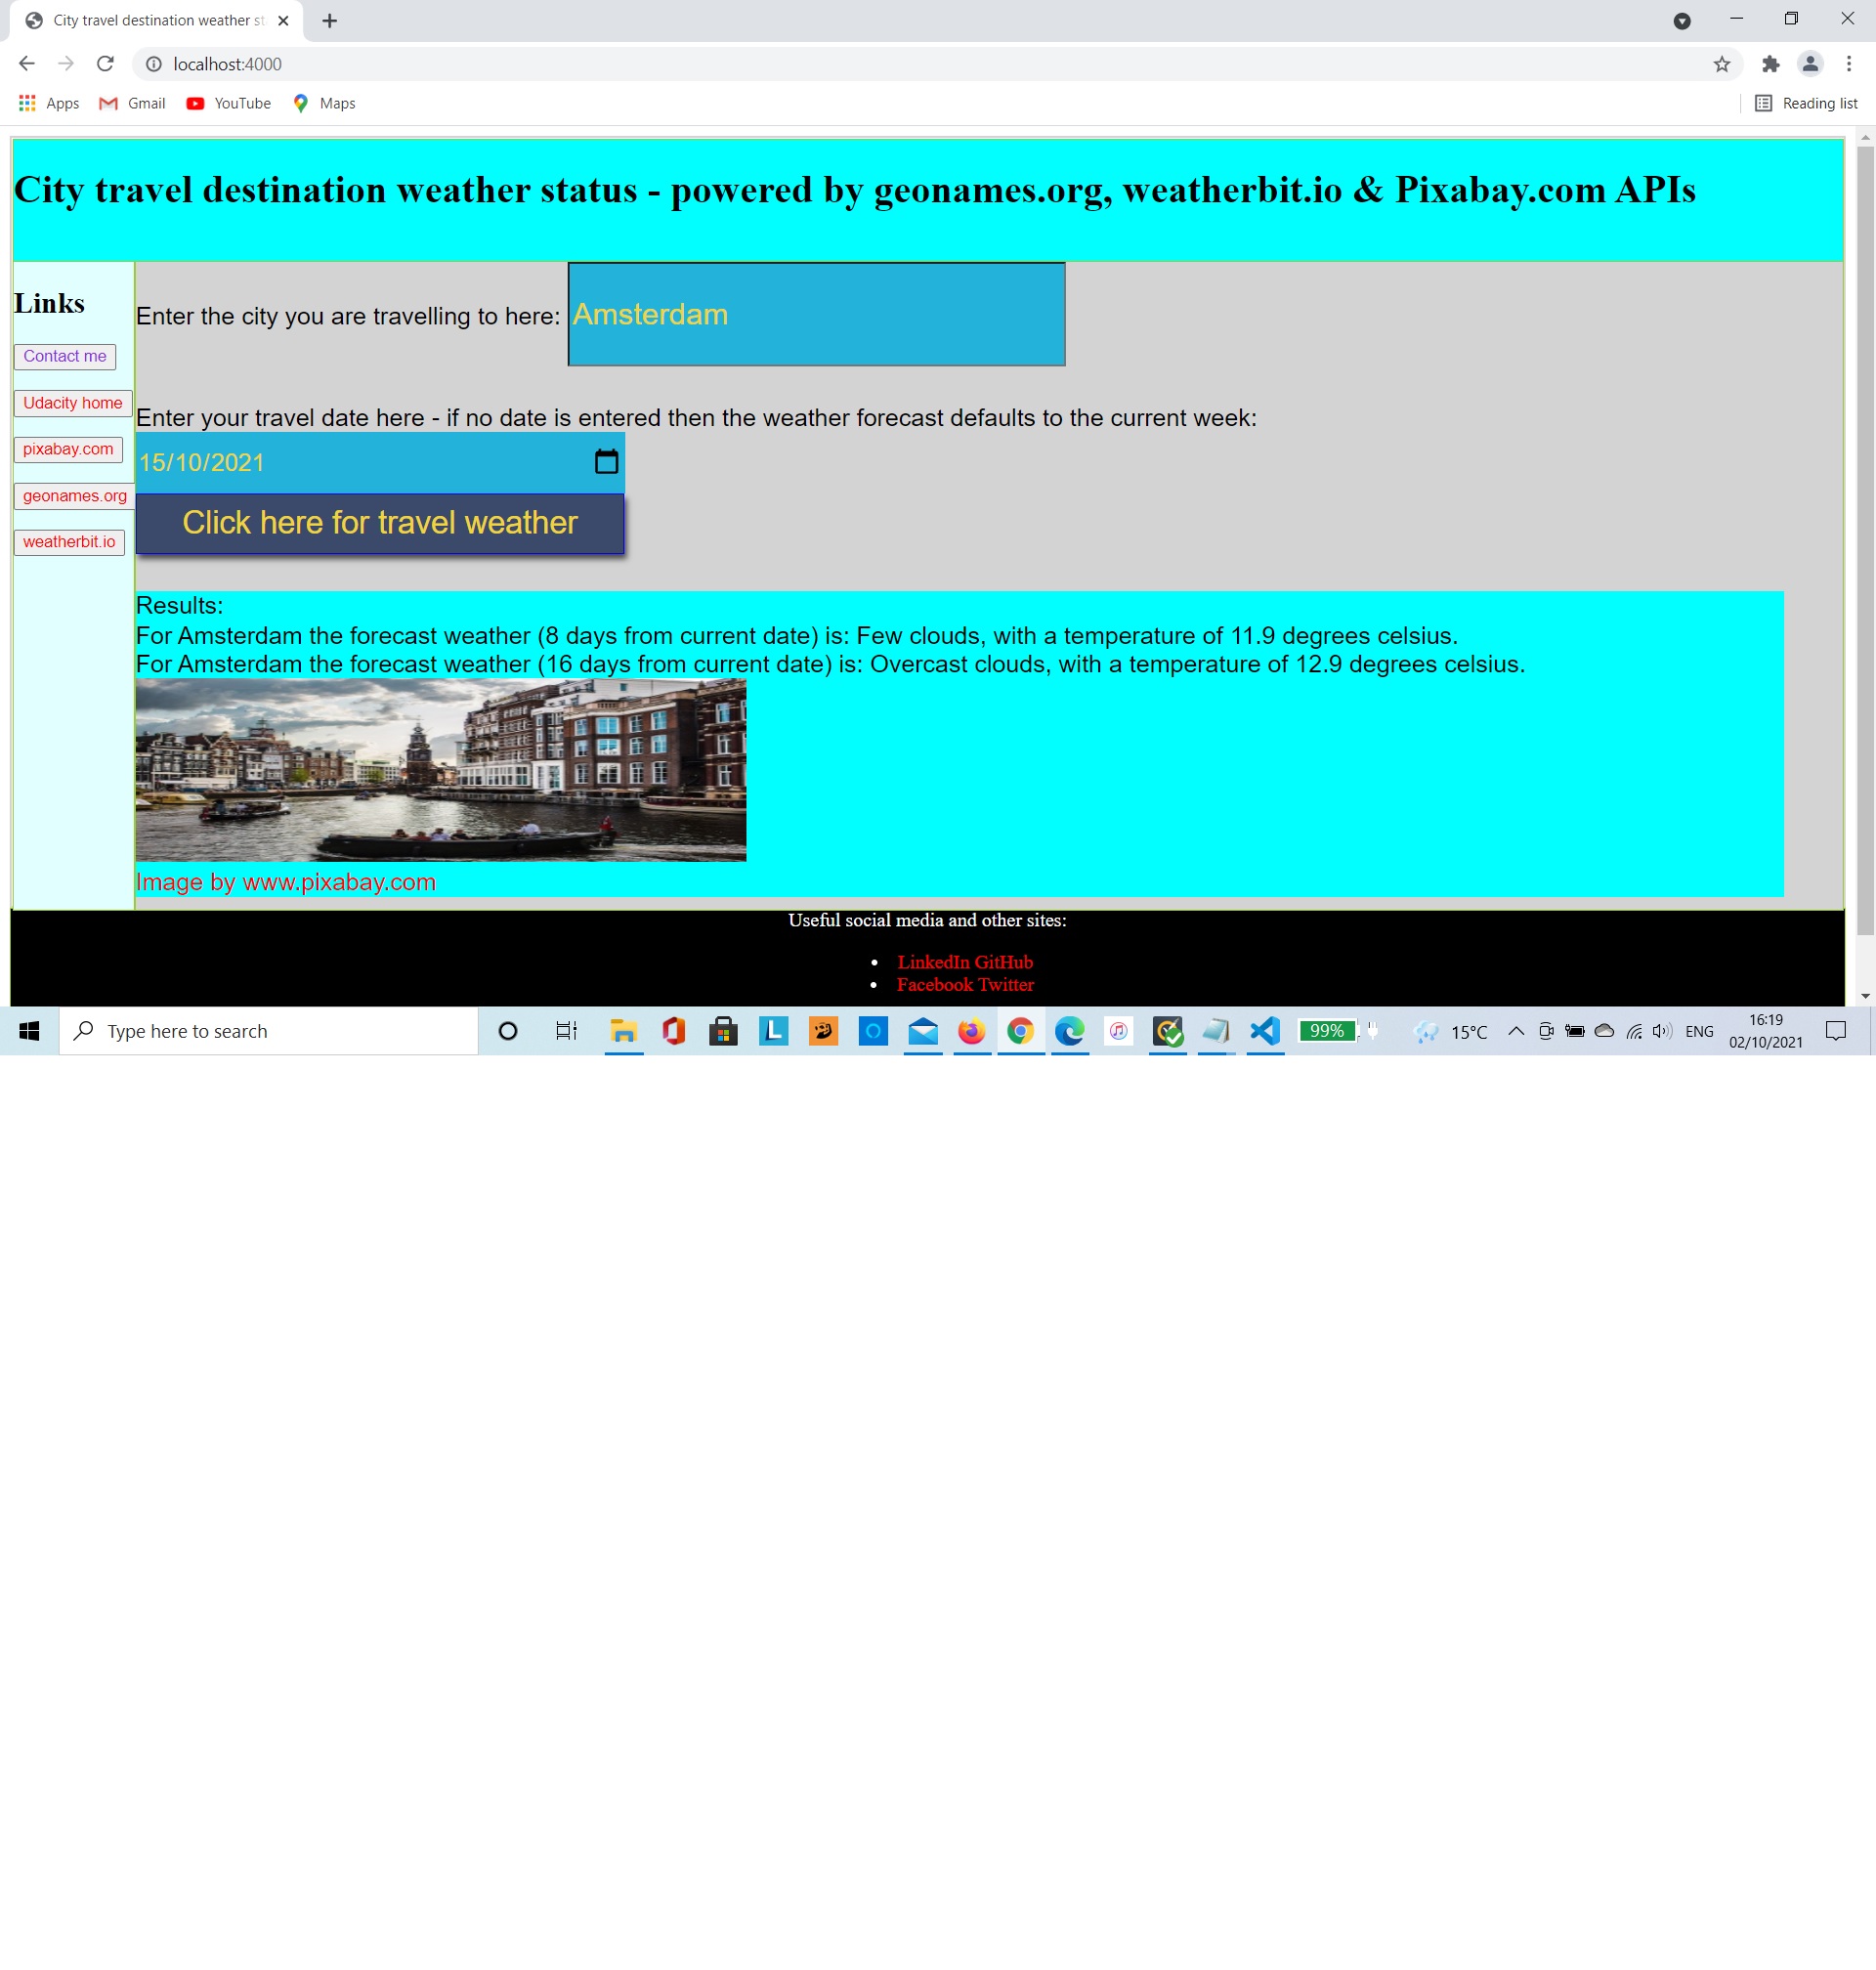 City travel destination weather st
localhost:4000
Apps Gmail YouTube Maps Reading list
City travel destination weather status - powered by geonames.org, weatherbit.io & Pixabay.com APIs
Links
Contact me
Udacity home
pixabay.com
geonames.org
weatherbit.io
Enter the city you are travelling to here: Amsterdam
Enter your travel date here - if no date is entered then the weather forecast defaults to the current week:
15/10/2021
Click here for travel weather
Results:
For Amsterdam the forecast weather (8 days from current date) is: Few clouds, with a temperature of 11.9 degrees celsius.
For Amsterdam the forecast weather (16 days from current date) is: Overcast clouds, with a temperature of 12.9 degrees celsius.
Image by www.pixabay.com
Useful social media and other sites:
• LinkedIn GitHub
• Facebook Twitter
Type here to search
L
99%
15°C
ENG
16:19
02/10/2021